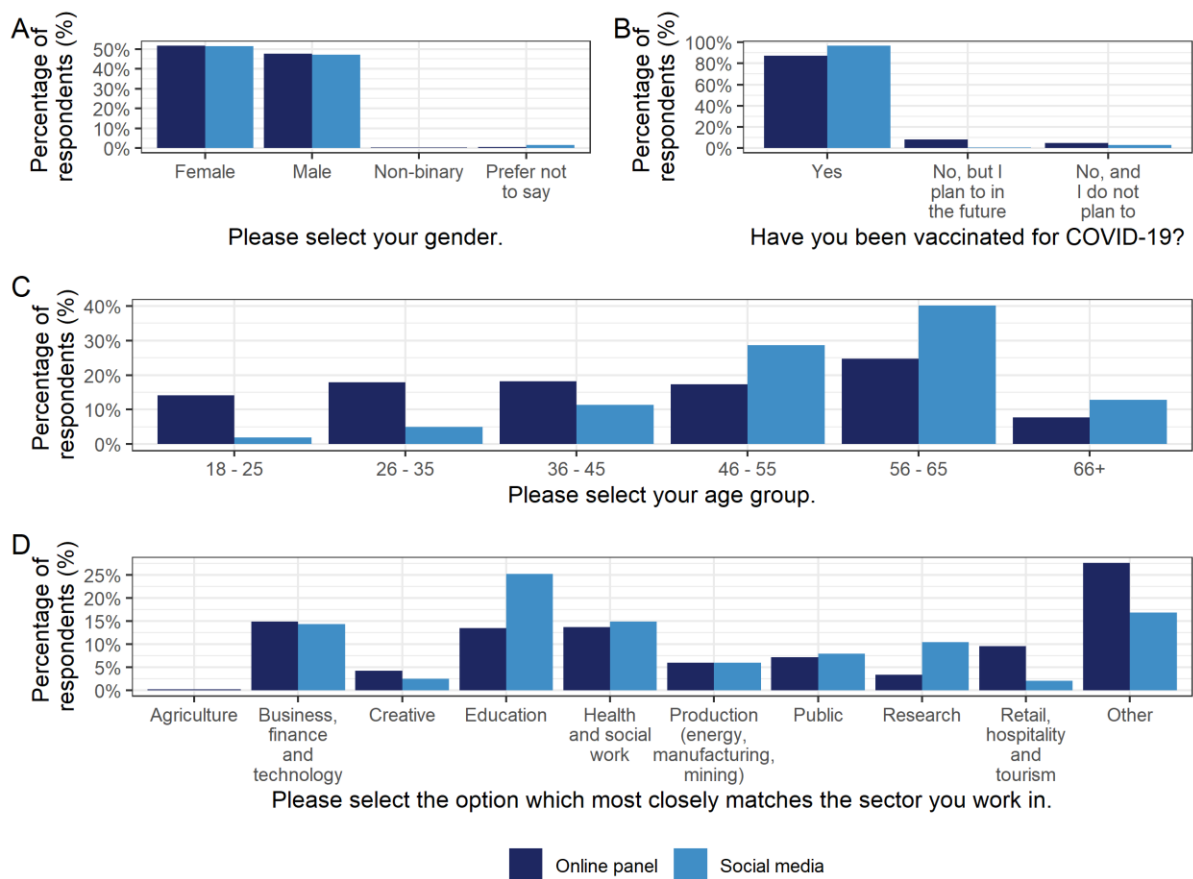 A
Percentage of
respondents (%)
50%
40%
30%
20%
10%
0%
Female
Male
Non-binary
Prefer not
to say
Please select your gender.
B
Percentage of
respondents (%)
100%
80%
60%
40%
20%
0%
Yes
No, but I
plan to in
the future
No, and
I do not
plan to
Have you been vaccinated for COVID-19?
C
Percentage of
respondents (%)
40%
30%
20%
10%
0%
18 - 25
26 - 35
36 - 45
46 - 55
56 - 65
66+
Please select your age group.
D
Percentage of
respondents (%)
25%
20%
15%
10%
5%
0%
Agriculture
Business,
finance
and
technology
Creative
Education
Health
and social
work
Production
(energy,
manufacturing,
mining)
Public
Research
Retail,
hospitality
and
tourism
Other
Please select the option which most closely matches the sector you work in.
Online panel
Social media